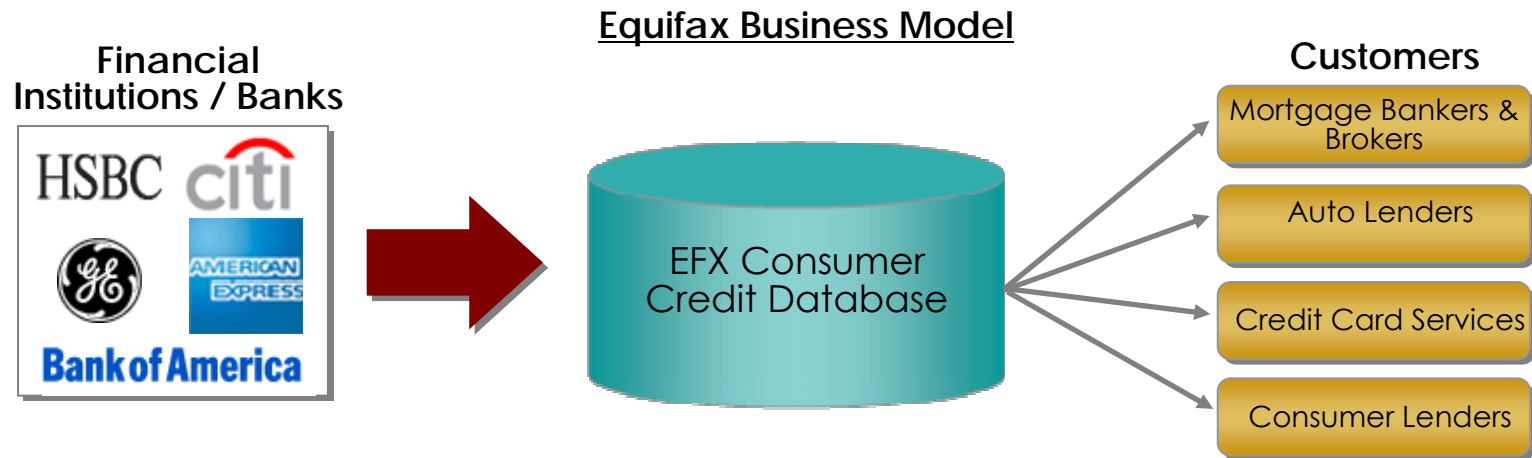 Equifax Business Model
Financial
Institutions / Banks
HSBC
citi
GE
AMERICAN
EXPRESS
Bank of America
EFX Consumer
Credit Database
Customers
Mortgage Bankers &
Brokers
Auto Lenders
Credit Card Services
Consumer Lenders